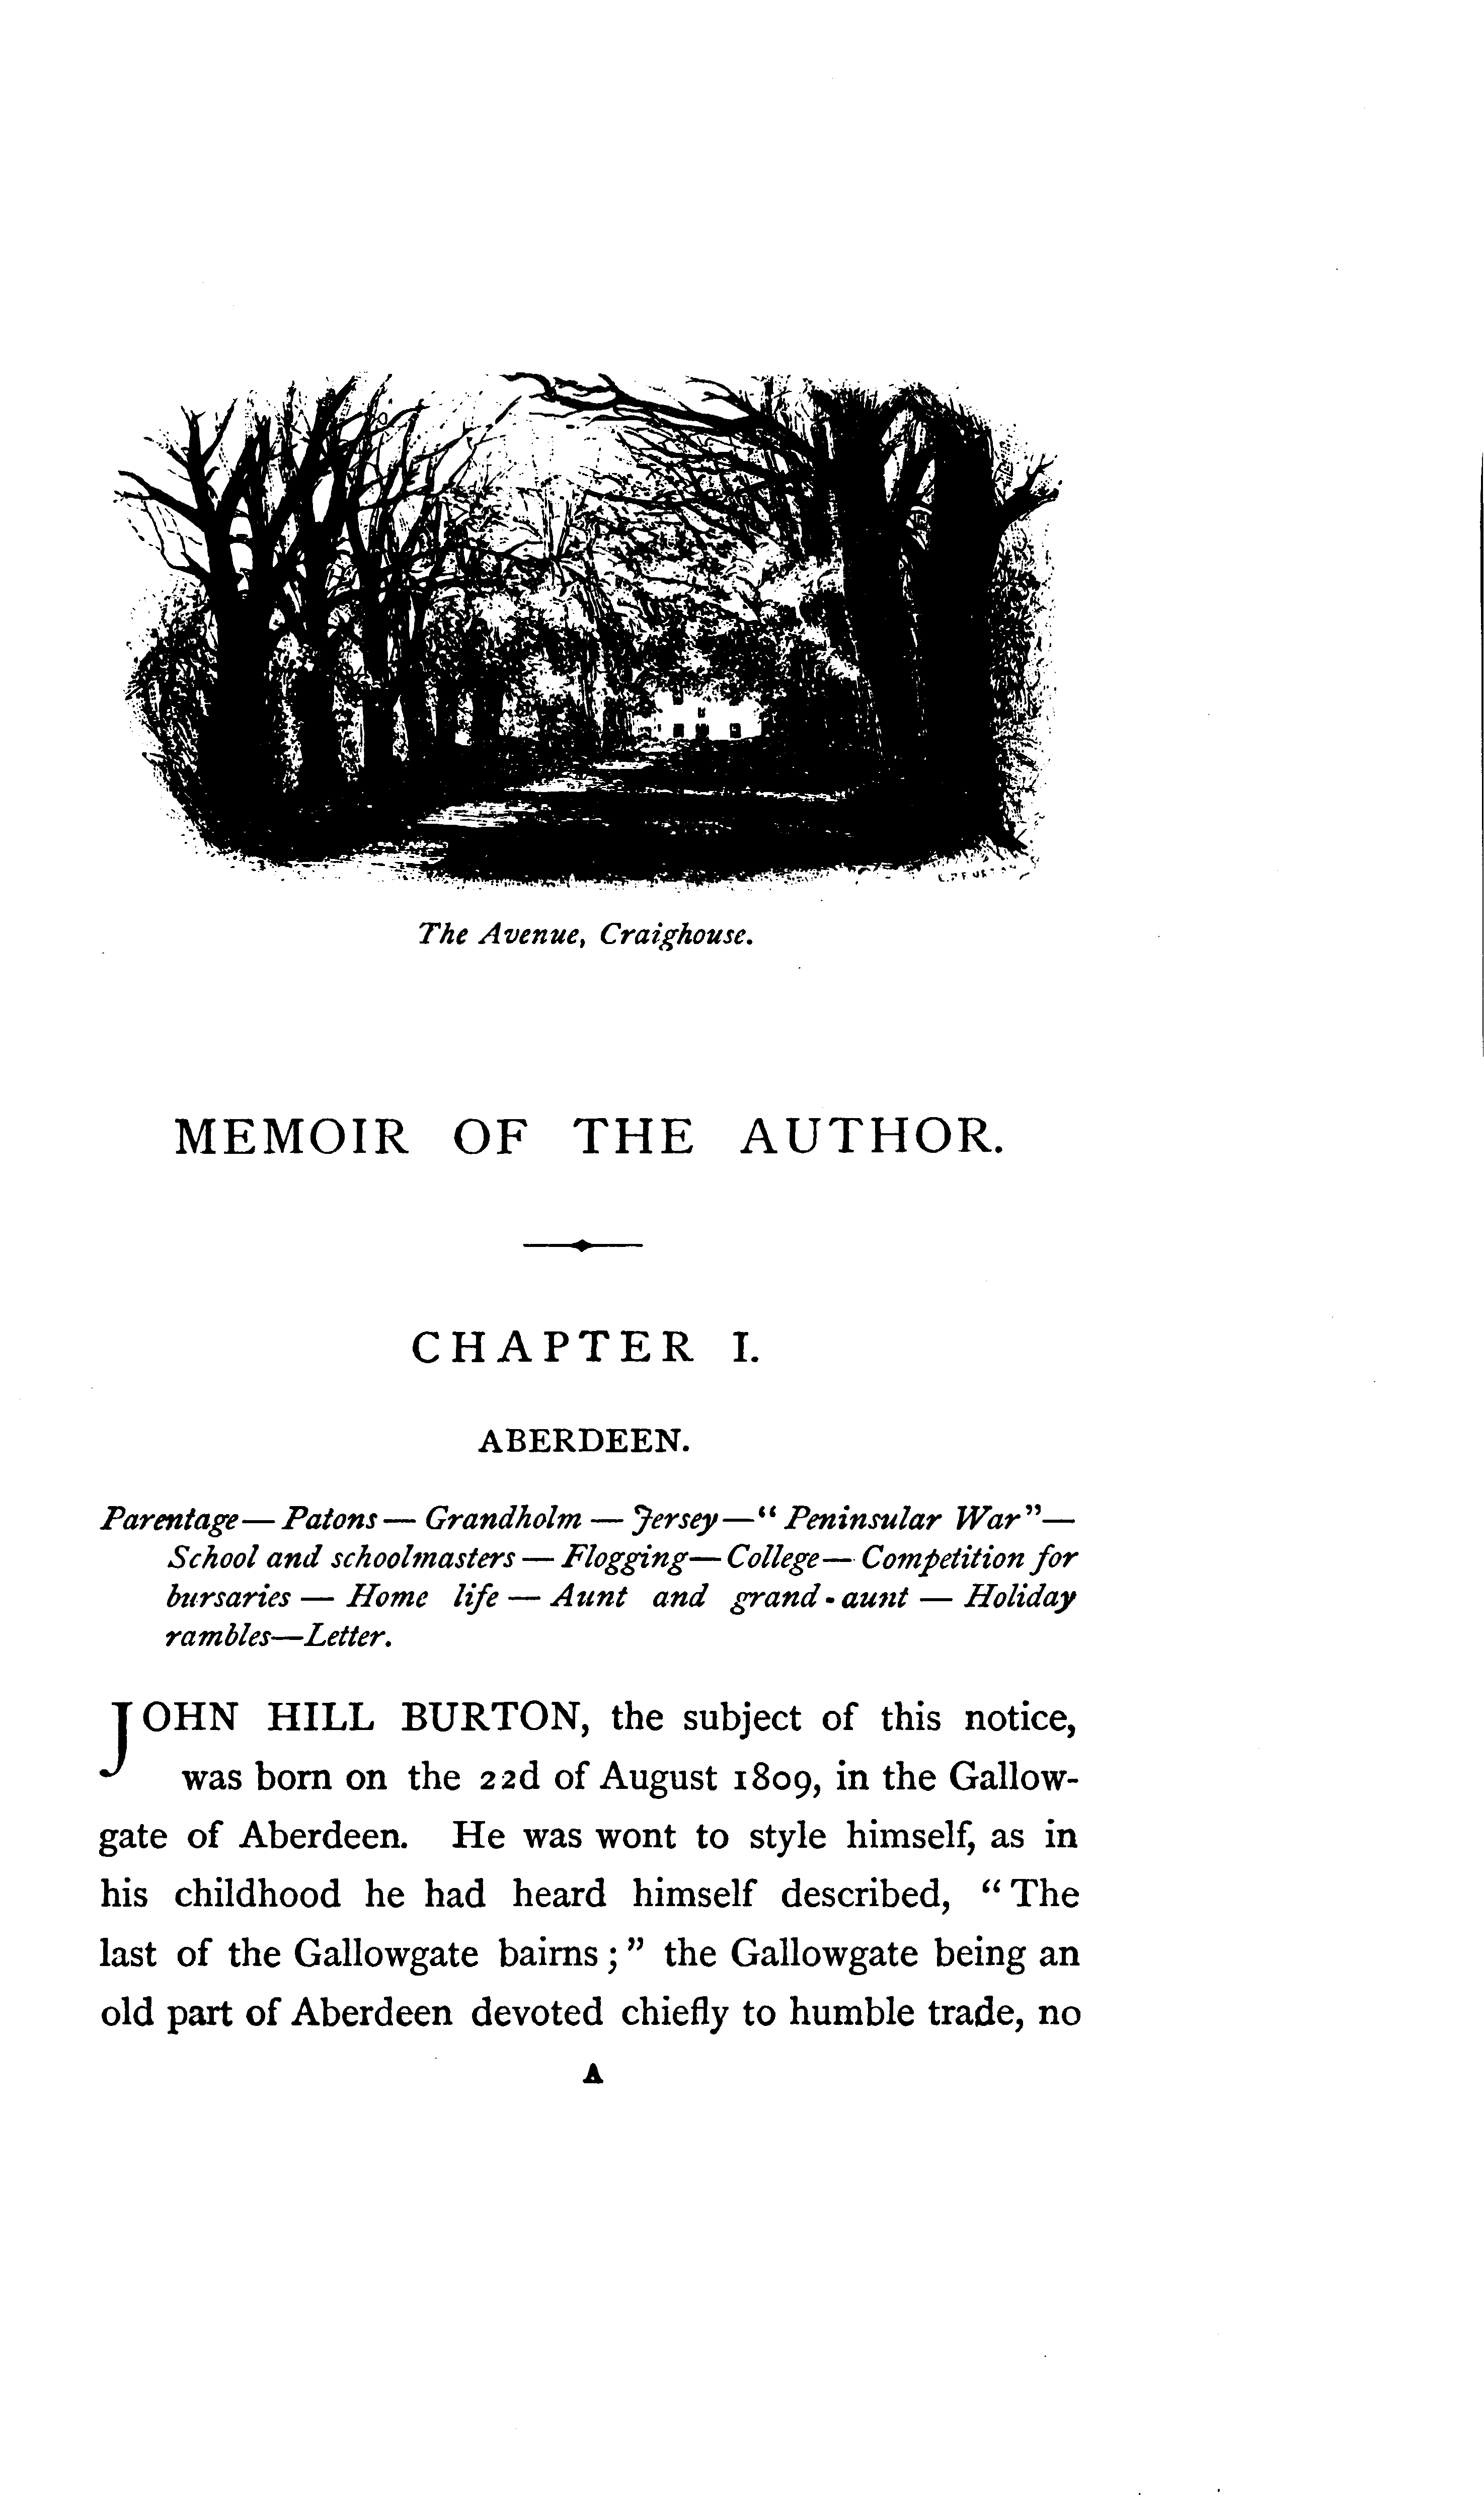 The Avenue, Craighouse.
MEMOIR OF THE AUTHOR.
CHAPTER I.
ABERDEEN.
Parentage— Patons — Grandholm — Jersey —“ Peninsular War”—
School and schoolmasters — Flogging— College— Competition for
bursaries — Home life — Aunt and grand-aunt — Holiday
rambles—Letter.
JOHN HILL BURTON, the subject of this notice,
was born on the 22d of August 1809, in the Gallow-
gate of Aberdeen. He was wont to style himself, as in
his childhood he had heard himself described, “The
last of the Gallowgate bairns;” the Gallowgate being an
old part of Aberdeen devoted chiefly to humble trade, no
A